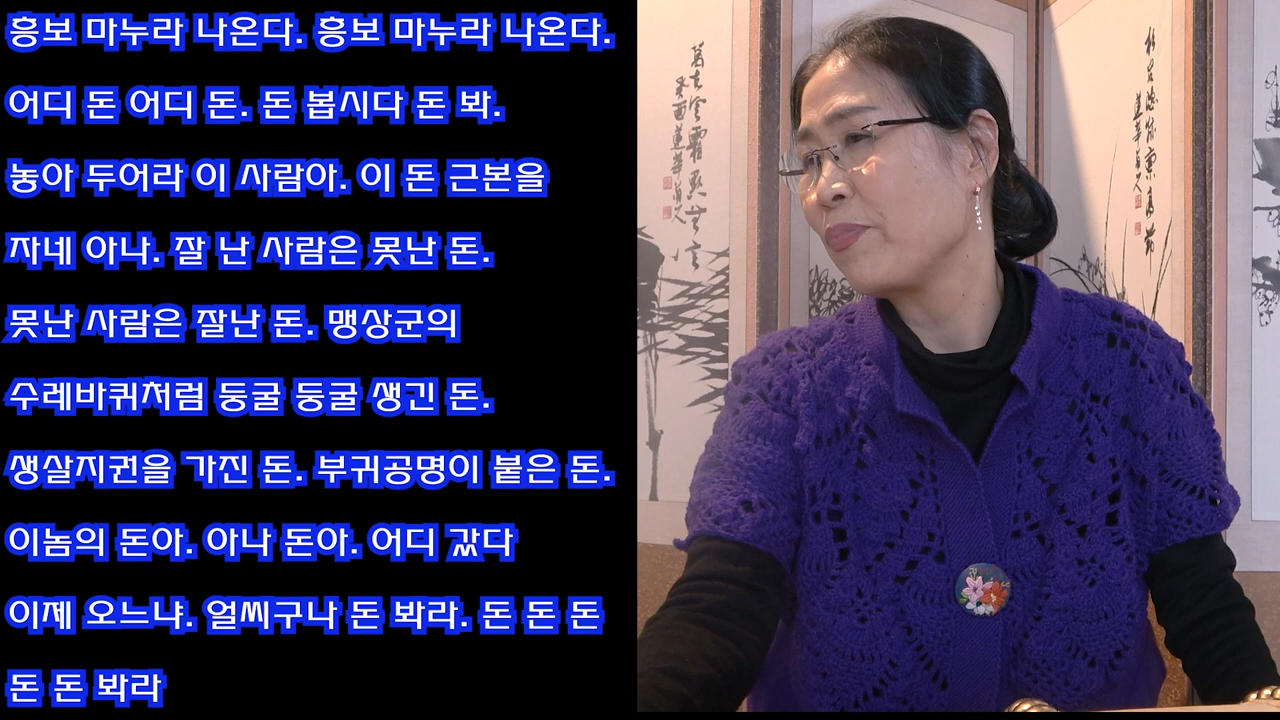 흥보 마누라 나온다. 흥보 마누라 나온다.
어디 돈 어디 돈. 돈 봅시다 돈 봐.
놓아 두어라 이 사람아. 이 돈 근본을
자네 아나. 잘 난 사람은 못난 돈.
못난 사람은 잘난 돈. 맹상군의
수레바퀴처럼 둥굴 둥굴 생긴 돈.
생살지권을 가진 돈. 부귀공명이 붙은 돈.
이놈의 돈아. 아나 돈아. 어디 갔다
이제 오느냐. 얼씨구나 돈 봐라. 돈 돈 돈
돈 돈 봐라